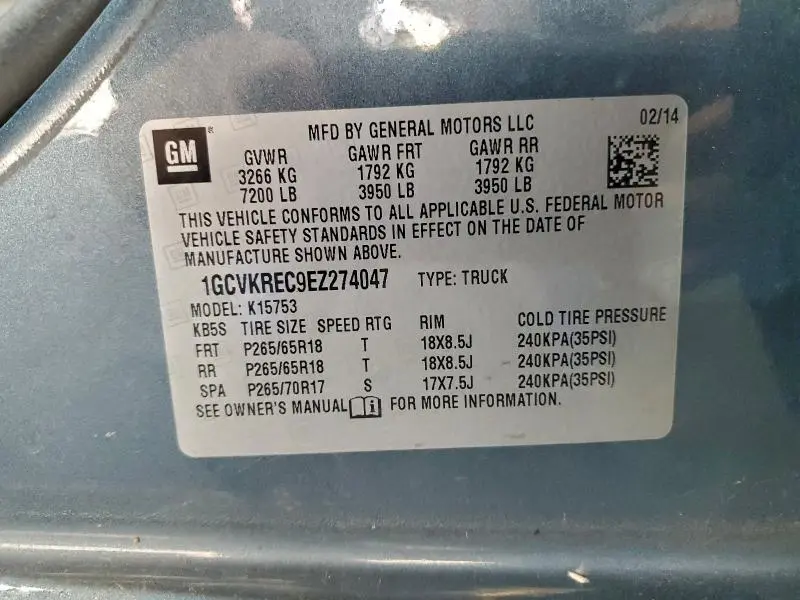 GM®
MFD BY GENERAL MOTORS LLC 02/14
GVWR GAWR FRT GAWR RR
3266 KG 1792 KG 1792 KG
7200 LB 3950 LB 3950 LB
THIS VEHICLE CONFORMS TO ALL APPLICABLE U.S. FEDERAL MOTOR
VEHICLE SAFETY STANDARDS IN EFFECT ON THE DATE OF
MANUFACTURE SHOWN ABOVE.
1GCVKREC9EZ274047 TYPE: TRUCK
MODEL: K15753
KB5S TIRE SIZE SPEED RTG RIM COLD TIRE PRESSURE
FRT P265/65R18 T 18X8.5J 240KPA(35PSI)
RR P265/65R18 T 18X8.5J 240KPA(35PSI)
SPA P265/70R17 S 17X7.5J 240KPA(35PSI)
SEE OWNER'S MANUAL i FOR MORE INFORMATION.